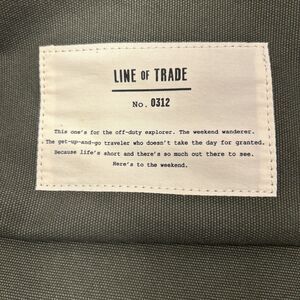 LINE OF TRADE
No. 0312
This one's for the off-duty explorer. The weekend wanderer.
The get-up-and-go traveler who doesn't take the day for granted.
Because life's short and there's so much out there to see.
Here's to the weekend.